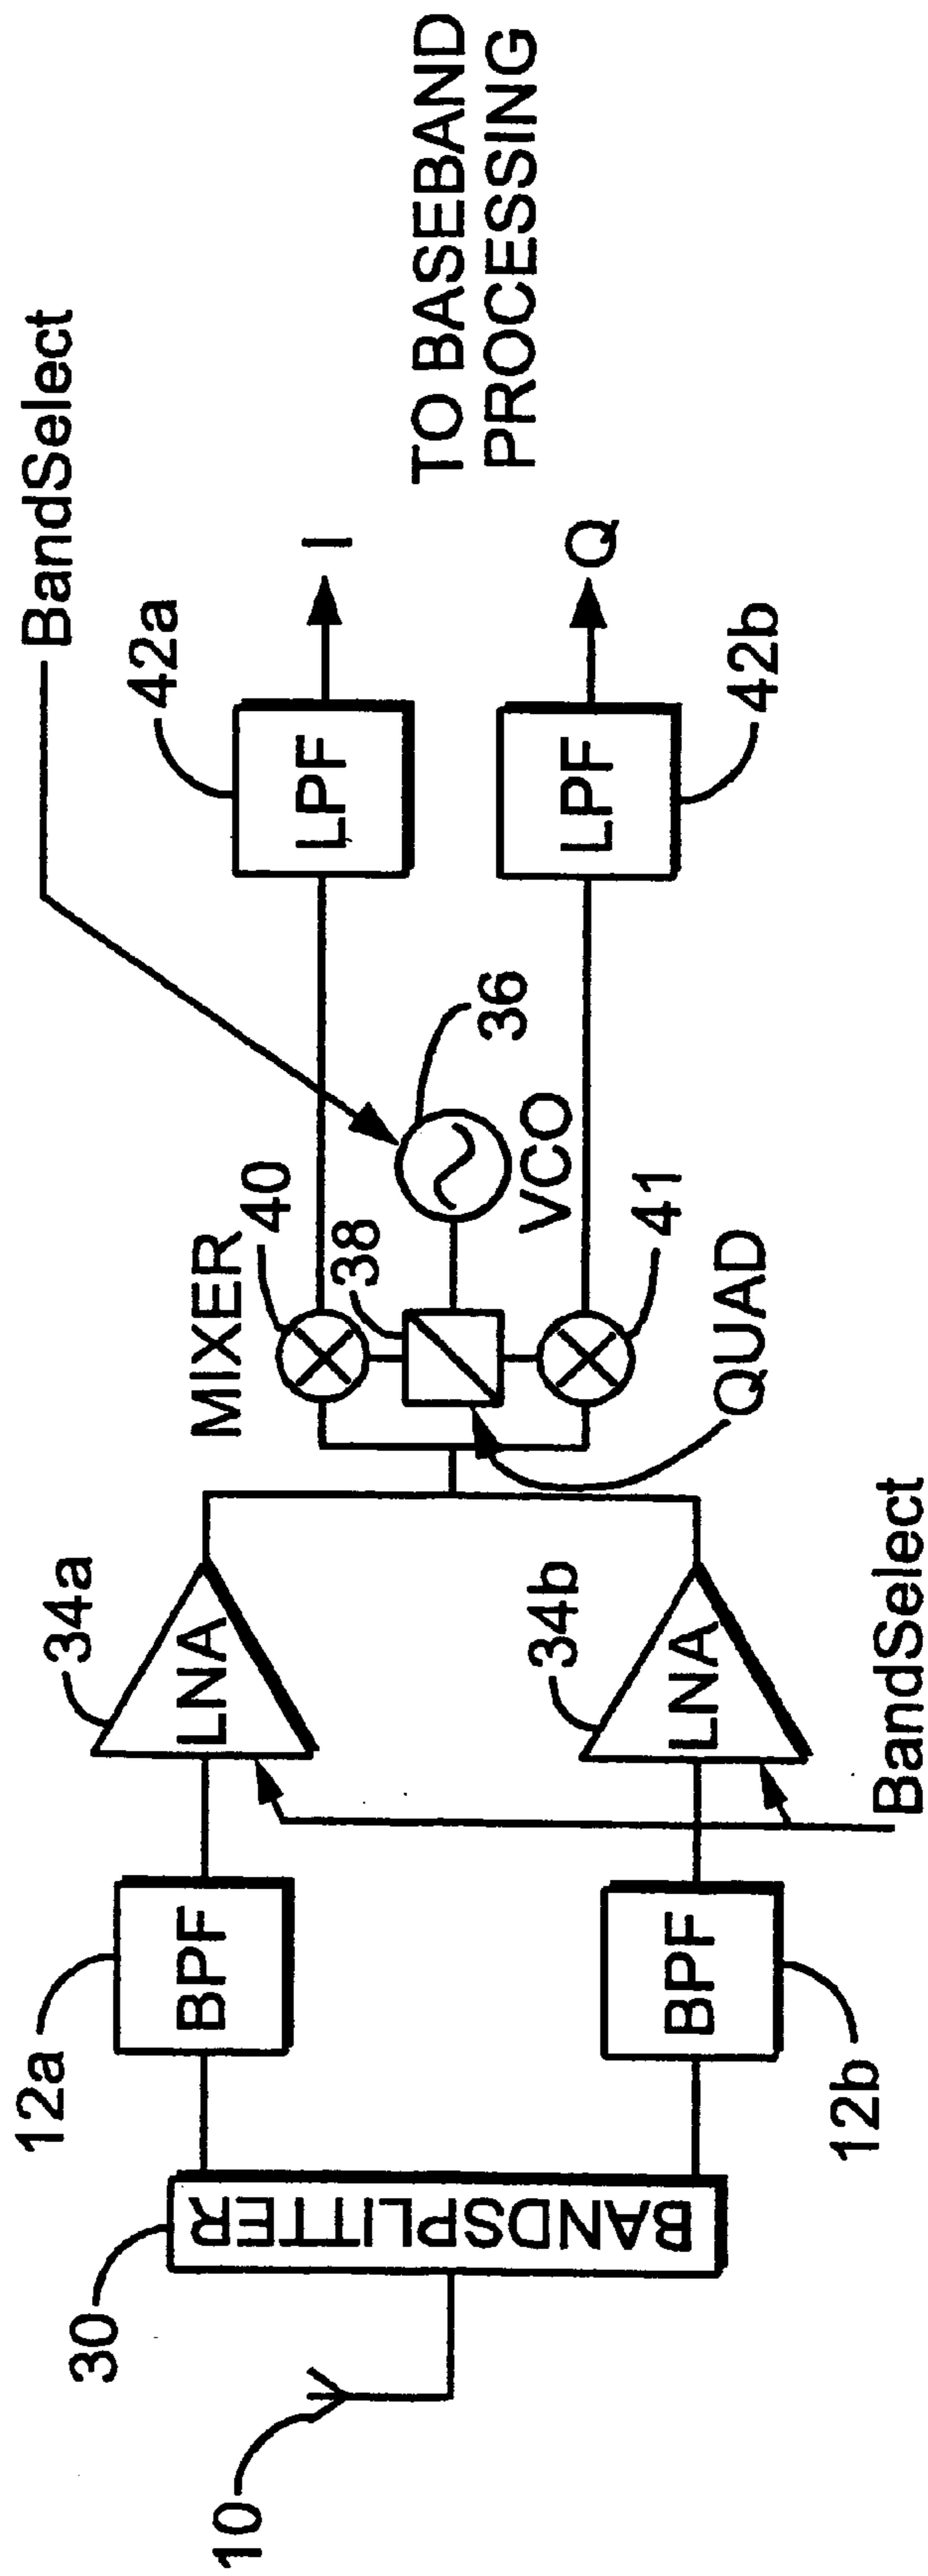 10
30
BANDSPLITTER
12a
BPF
12b
BPF
34a
LNA
34b
LNA
BandSelect
MIXER
40
38
QUAD
41
VCO
36
BandSelect
42a
LPF
42b
LPF
I
Q
TO BASEBAND
PROCESSING